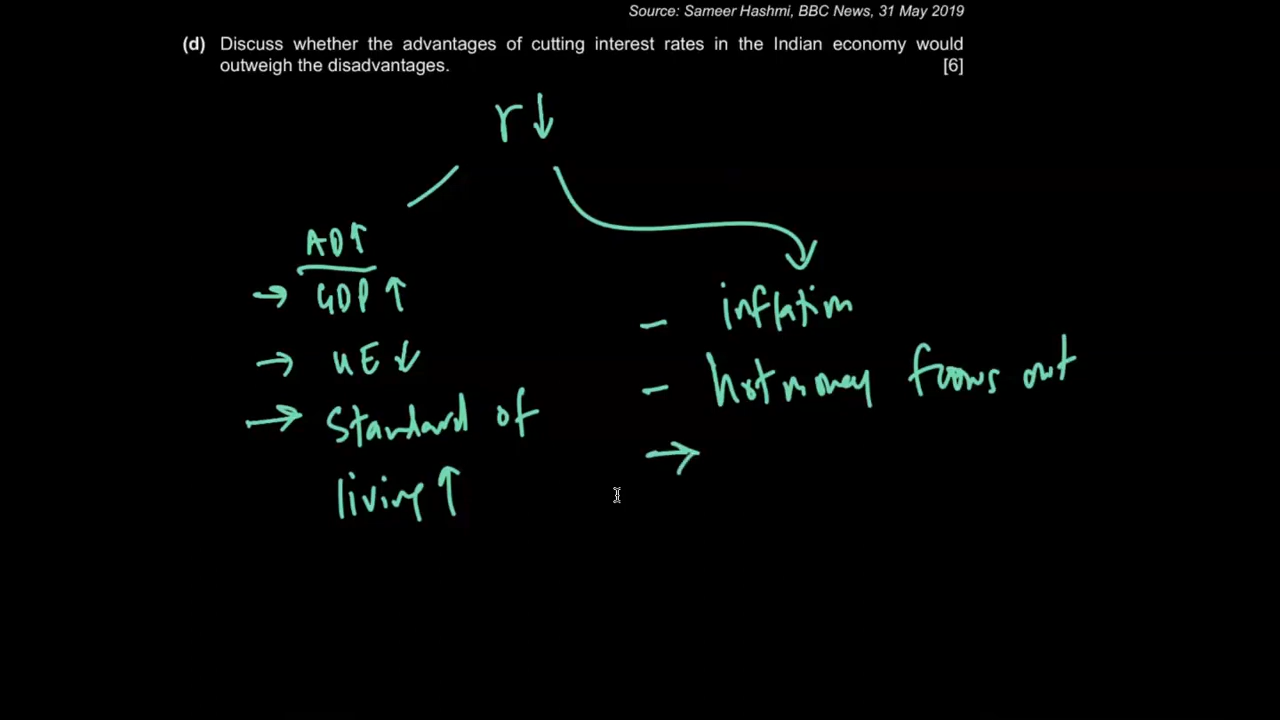 Source: Sameer Hashmi, BBC News, 31 May 2019
(d) Discuss whether the advantages of cutting interest rates in the Indian economy would
outweigh the disadvantages. [6]
r↓
AD↑
→ GDP ↑
→ UE ↓
→ Standard of
living ↑
- inflation
- hot money out
→